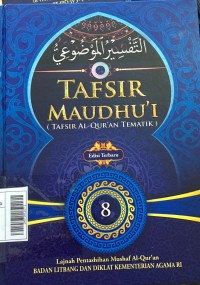 التفسير الموضوعي
TAFSIR
MAUDHU'I
( TAFSIR AL-QUR'AN TEMATIK )
Edisi Terbaru
8
Lajnah Pentashihan Mushaf Al-Qur'an
BADAN LITBANG DAN DIKLAT KEMENTERIAN AGAMA RI